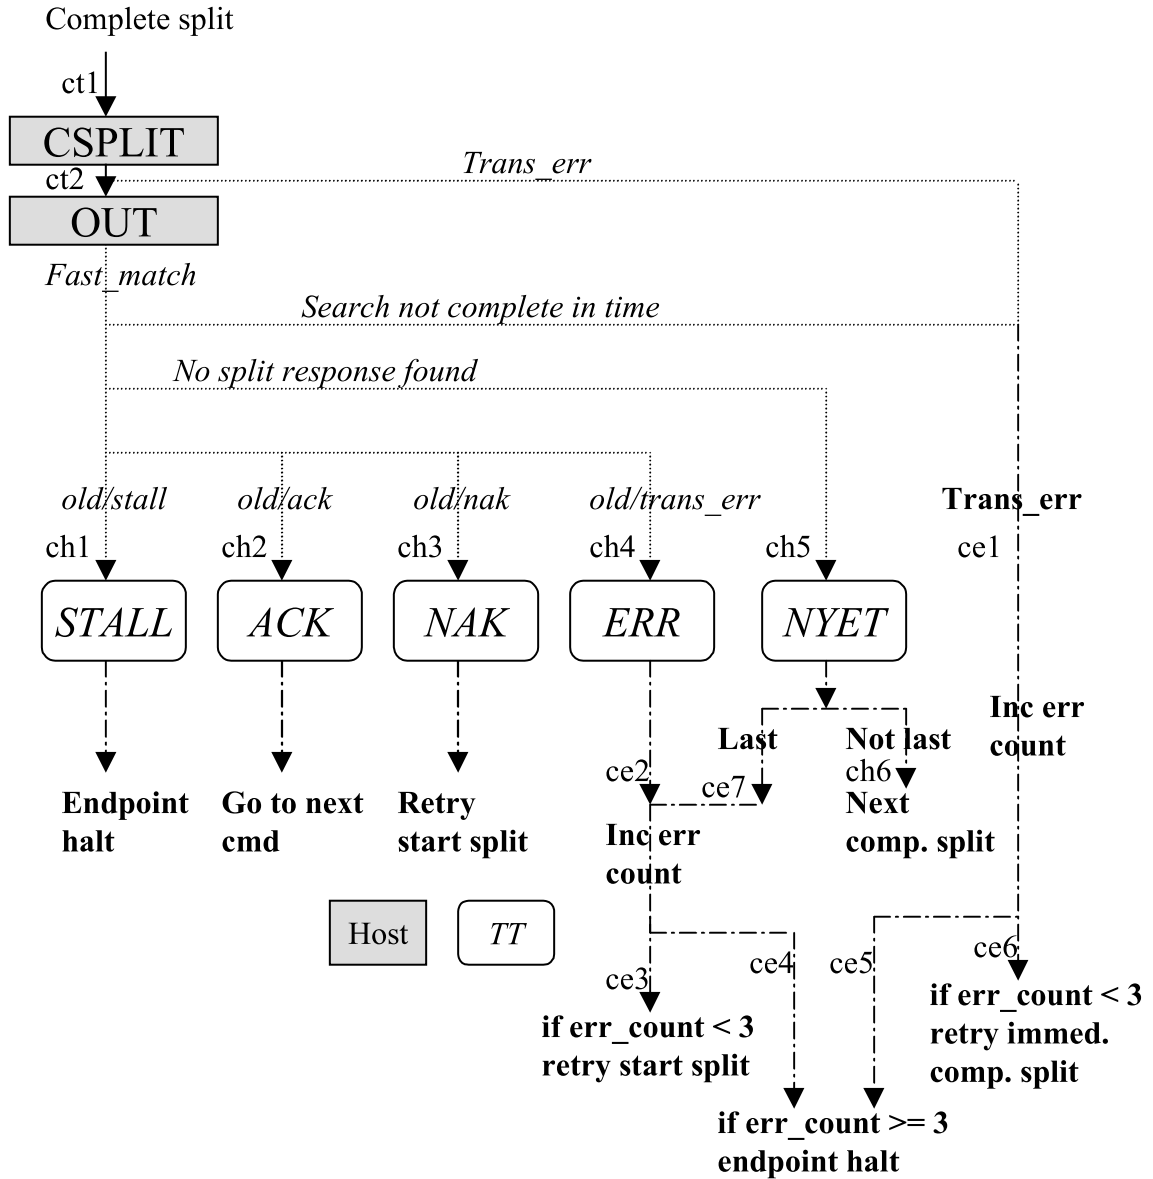 Complete split
ct1
CSPLIT
Trans_err
ct2
OUT
Fast_match
Search not complete in time
No split response found
old/stall
old/ack
old/nak
old/trans_err
Trans_err
ch1
ch2
ch3
ch4
ch5
ce1
STALL
ACK
NAK
ERR
NYET
Inc err
count
Last
Not last
ce2
ce7
ch6
Endpoint
halt
Go to next
cmd
Retry
start split
Next
comp. split
Inc err
count
Host
TT
ce3
ce4
ce5
ce6
if err_count < 3
retry immed.
comp. split
if err_count < 3
retry start split
if err_count >= 3
endpoint halt